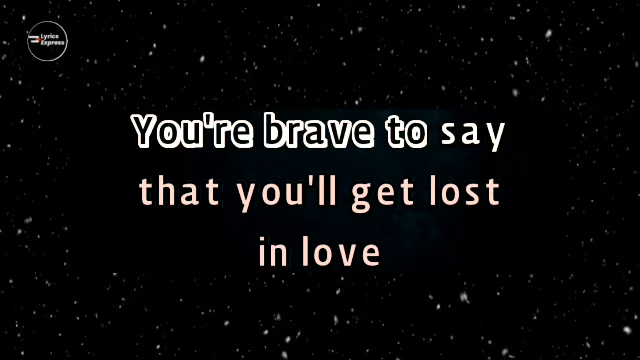 Lyrics
Express
You're brave to say
that you'll get lost
in love